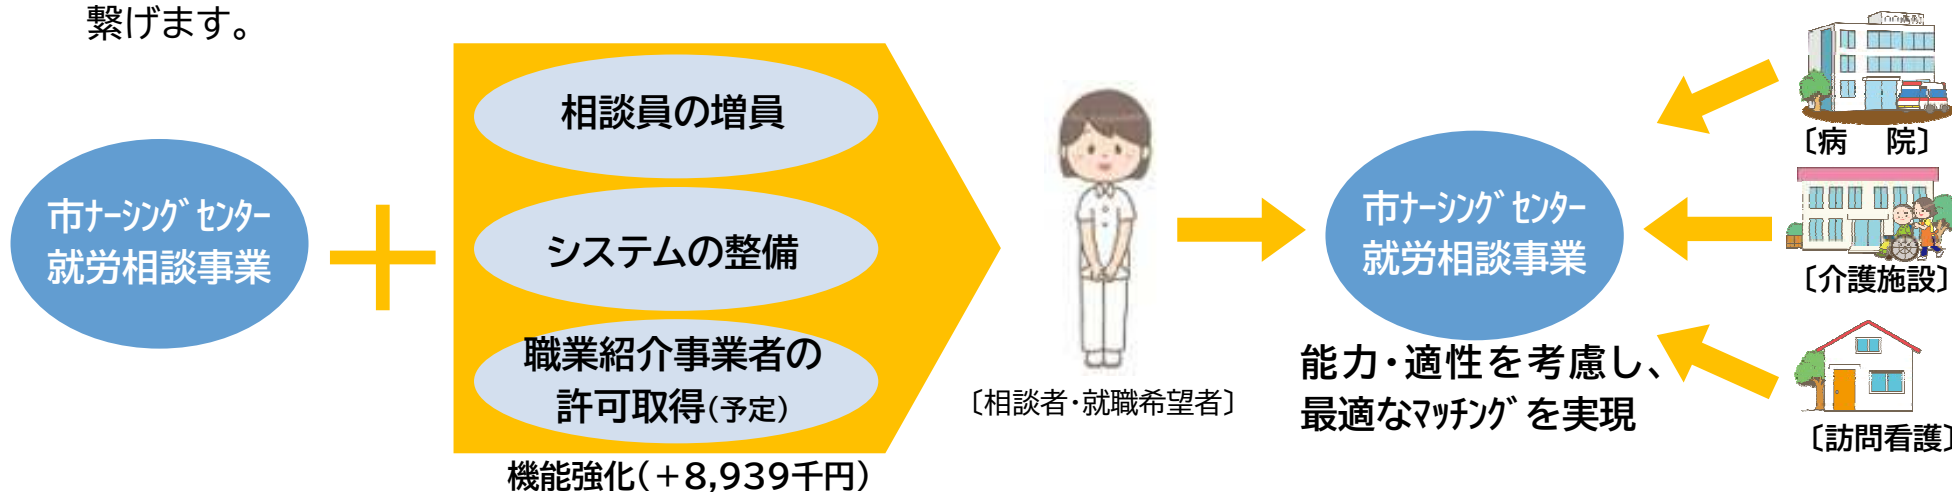 繋げます。
市ナーシングセンター
就労相談事業
相談員の増員
システムの整備
職業紹介事業者の
許可取得(予定)
機能強化(+8,939千円)
〔相談者・就職希望者〕
市ナーシングセンター
就労相談事業
能力・適性を考慮し、
最適なマッチングを実現
〔病　院〕
〔介護施設〕
〔訪問看護〕